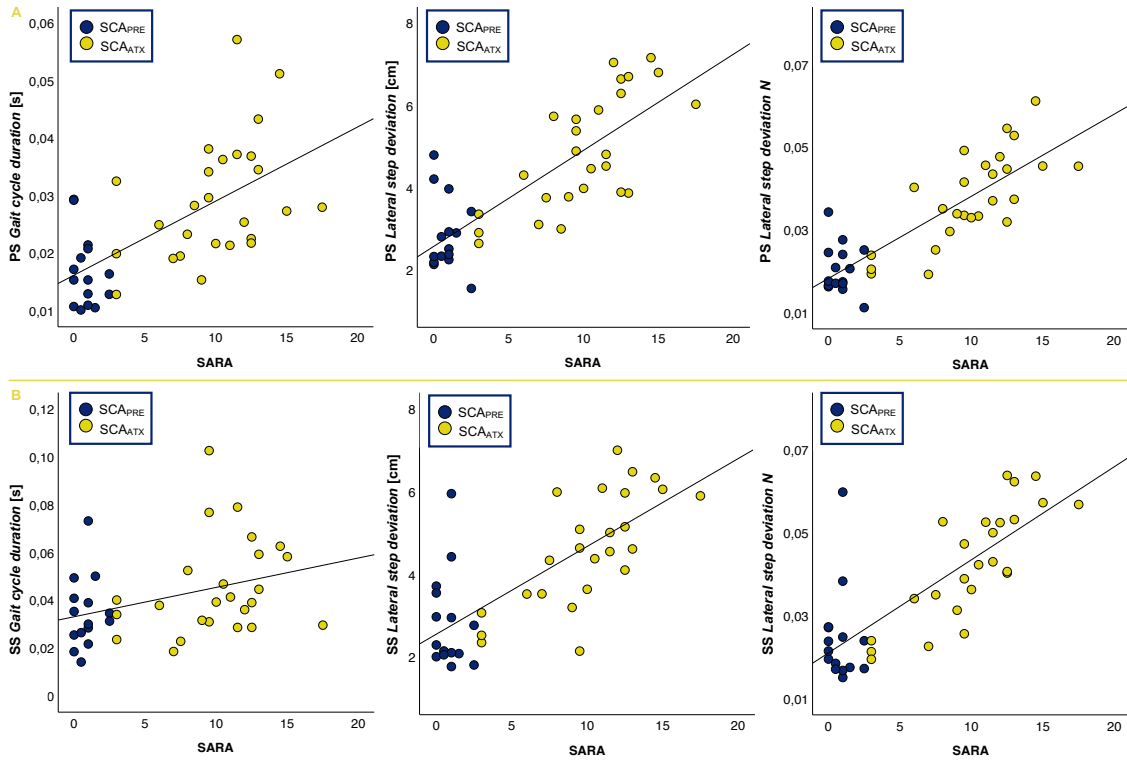 A
PS Gait cycle duration [s]
0,06
0,05
0,04
0,03
0,02
0,01
SCAPRE
SCAATX
0 5 10 15 20
SARA
PS Lateral step deviation [cm]
8
6
4
2
SCAPRE
SCAATX
0 5 10 15 20
SARA
PS Lateral step deviation N
0,07
0,05
0,03
0,01
SCAPRE
SCAATX
0 5 10 15 20
SARA
B
SS Gait cycle duration [s]
0,12
0,10
0,08
0,06
0,04
0,02
0
SCAPRE
SCAATX
0 5 10 15 20
SARA
SS Lateral step deviation [cm]
8
6
4
2
SCAPRE
SCAATX
0 5 10 15 20
SARA
SS Lateral step deviation N
0,07
0,05
0,03
0,01
SCAPRE
SCAATX
0 5 10 15 20
SARA